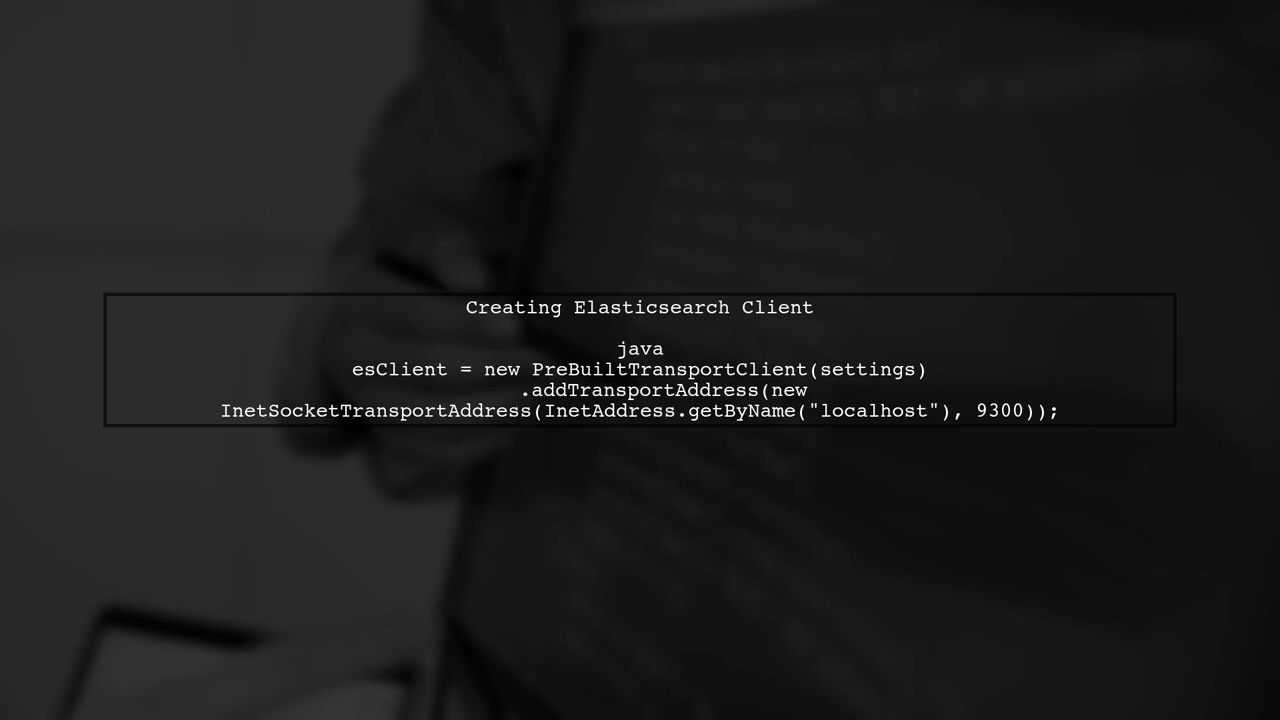 Creating Elasticsearch Client
java
esClient = new PreBuiltTransportClient(settings)
.addTransportAddress(new
InetSocketTransportAddress(InetAddress.getByName("localhost"), 9300));